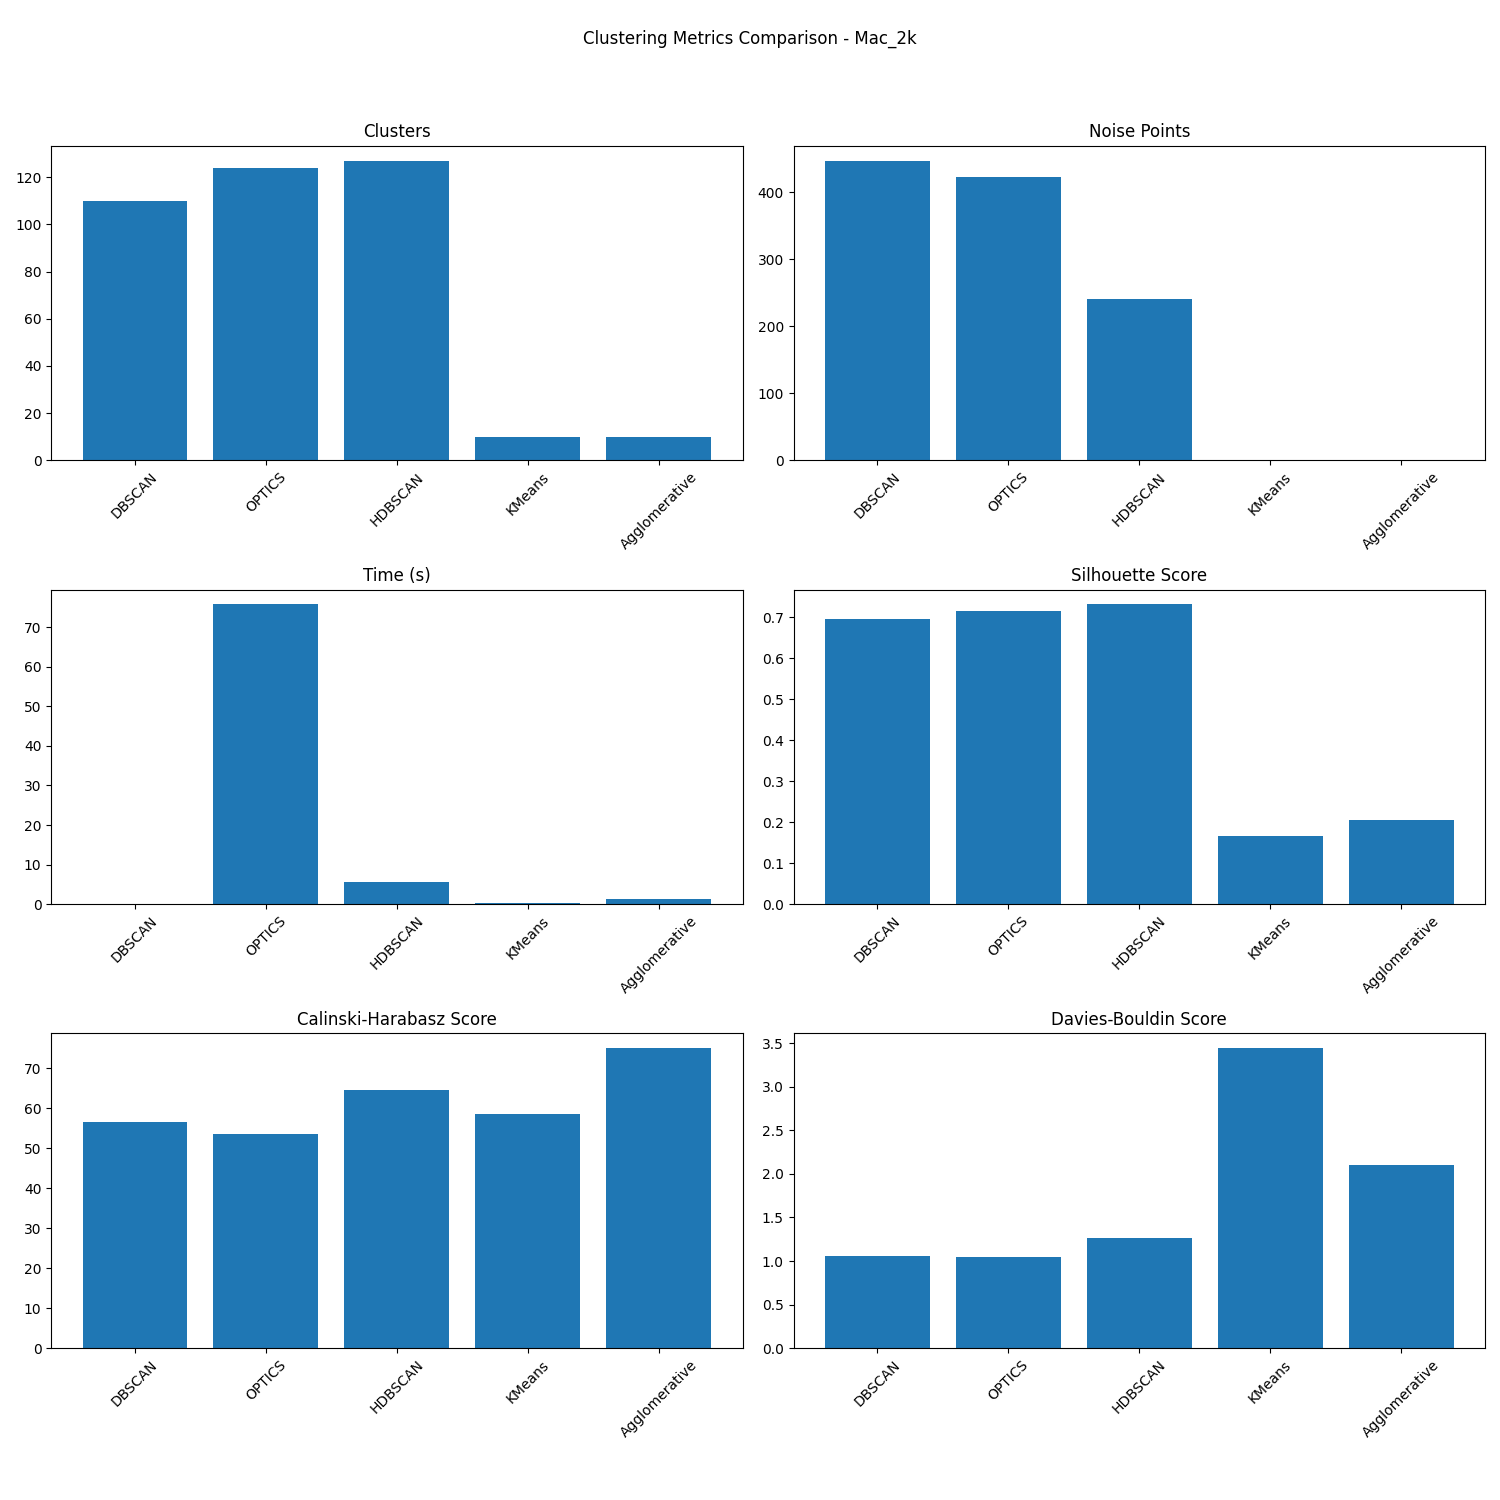 Clustering Metrics Comparison - Mac_2k
Clusters
120
100
80
60
40
20
0
DBSCAN
OPTICS
HDBSCAN
KMeans
Agglomerative
Noise Points
400
300
200
100
0
DBSCAN
OPTICS
HDBSCAN
KMeans
Agglomerative
Time (s)
70
60
50
40
30
20
10
0
DBSCAN
OPTICS
HDBSCAN
KMeans
Agglomerative
Silhouette Score
0.7
0.6
0.5
0.4
0.3
0.2
0.1
0.0
DBSCAN
OPTICS
HDBSCAN
KMeans
Agglomerative
Calinski-Harabasz Score
70
60
50
40
30
20
10
0
DBSCAN
OPTICS
HDBSCAN
KMeans
Agglomerative
Davies-Bouldin Score
3.5
3.0
2.5
2.0
1.5
1.0
0.5
0.0
DBSCAN
OPTICS
HDBSCAN
KMeans
Agglomerative